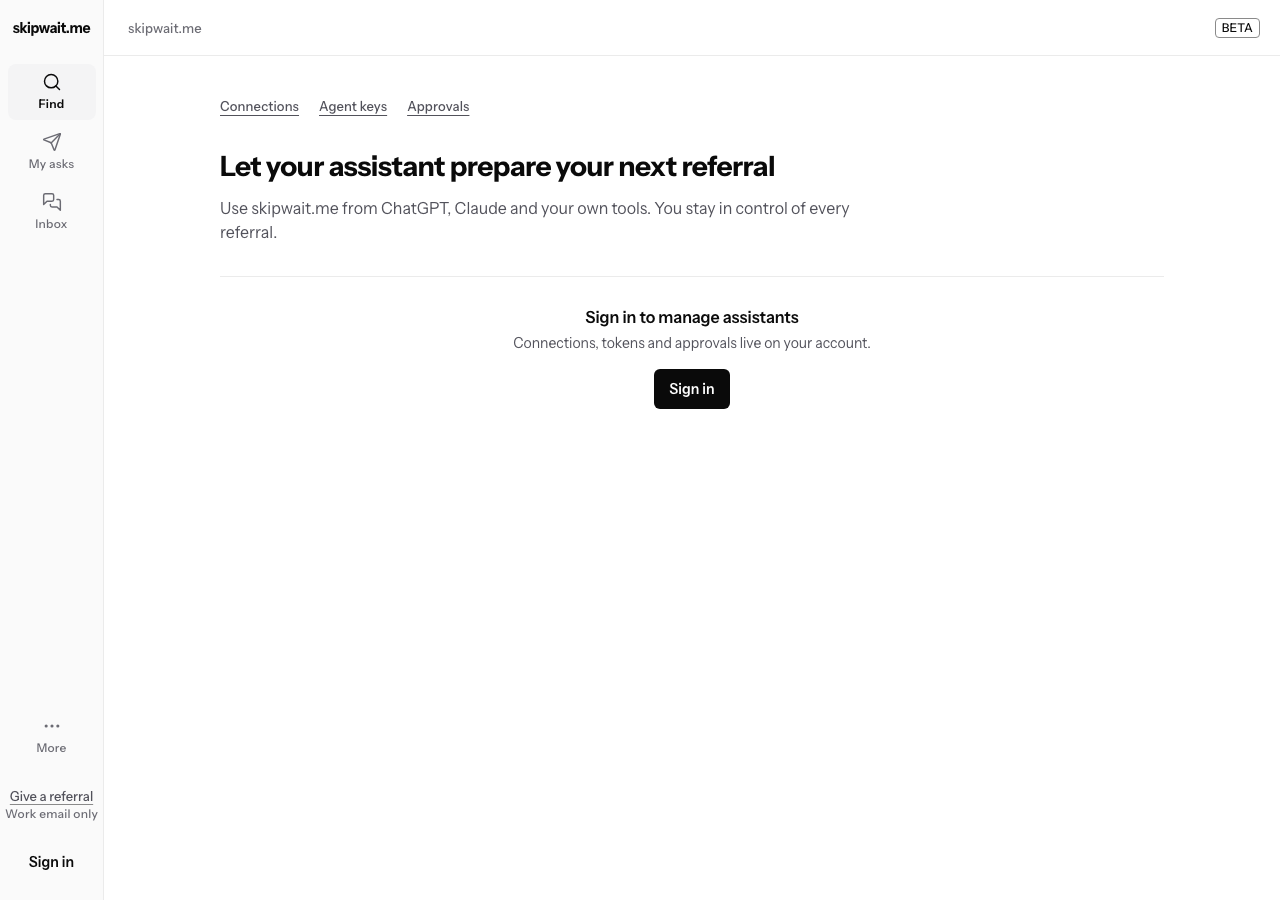 skipwait.me
skipwait.me
BETA
Find
My asks
Inbox
Connections
Agent keys
Approvals
Let your assistant prepare your next referral
Use skipwait.me from ChatGPT, Claude and your own tools. You stay in control of every
referral.
Sign in to manage assistants
Connections, tokens and approvals live on your account.
Sign in
More
Give a referral
Work email only
Sign in